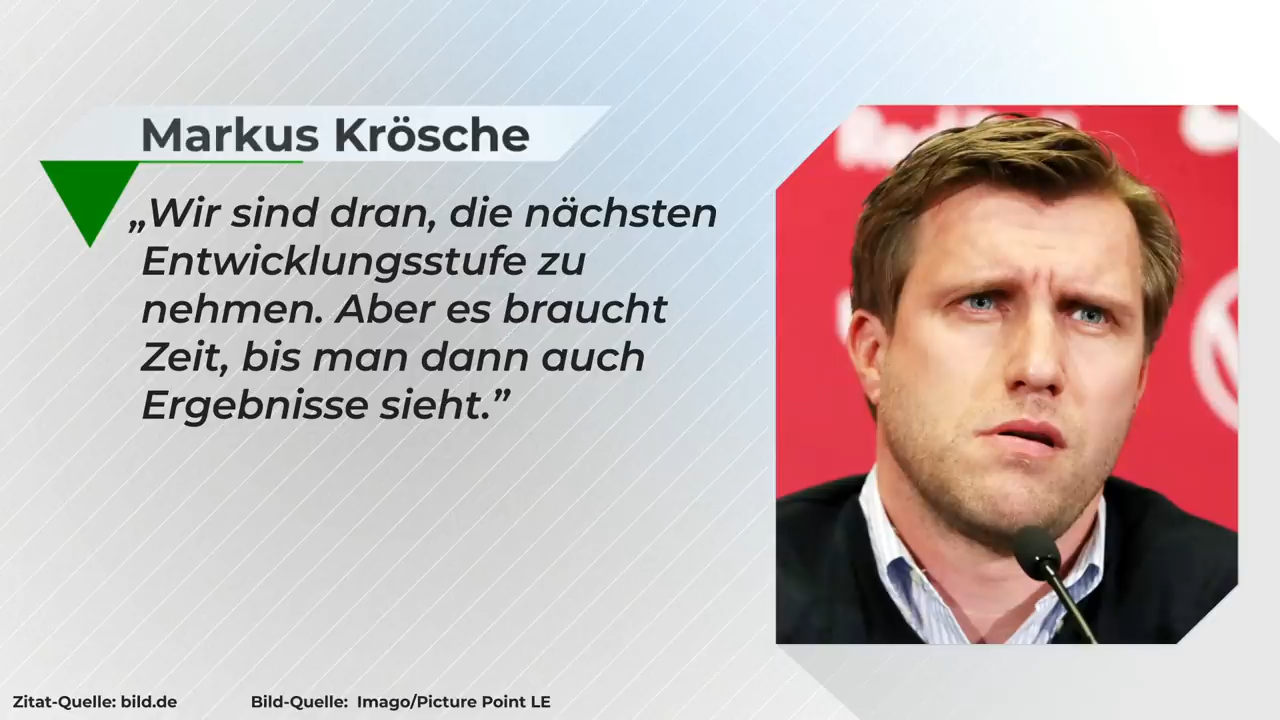 Markus Krösche
„Wir sind dran, die nächsten
Entwicklungsstufe zu
nehmen. Aber es braucht
Zeit, bis man dann auch
Ergebnisse sieht.”
Zitat-Quelle: bild.de
Bild-Quelle: Imago/Picture Point LE